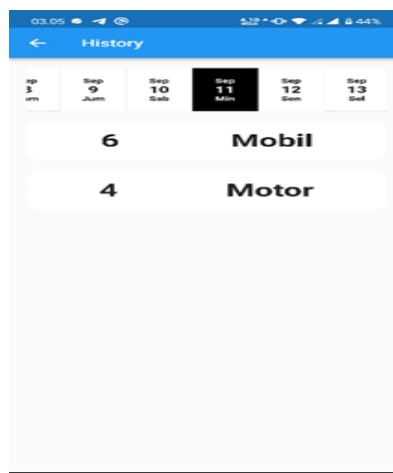 03.05 44%
← History
Sep Sep Sep Sep Sep
9 10 11 12 13
Jum Sab Min Sen Sel
6 Mobil
4 Motor